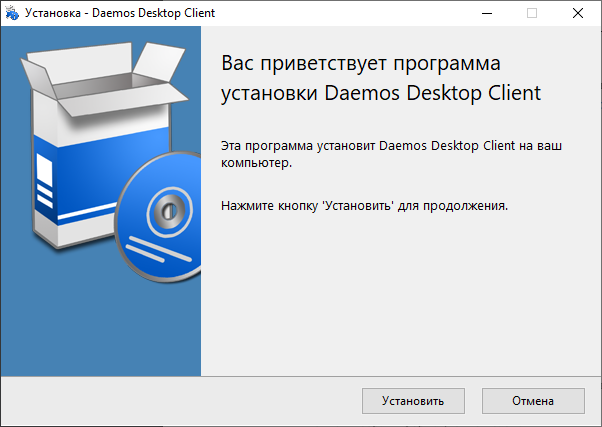 Установка - Daemos Desktop Client
Вас приветствует программа
установки Daemos Desktop Client
Эта программа установит Daemos Desktop Client на ваш
компьютер.
Нажмите кнопку 'Установить' для продолжения.
Установить
Отмена